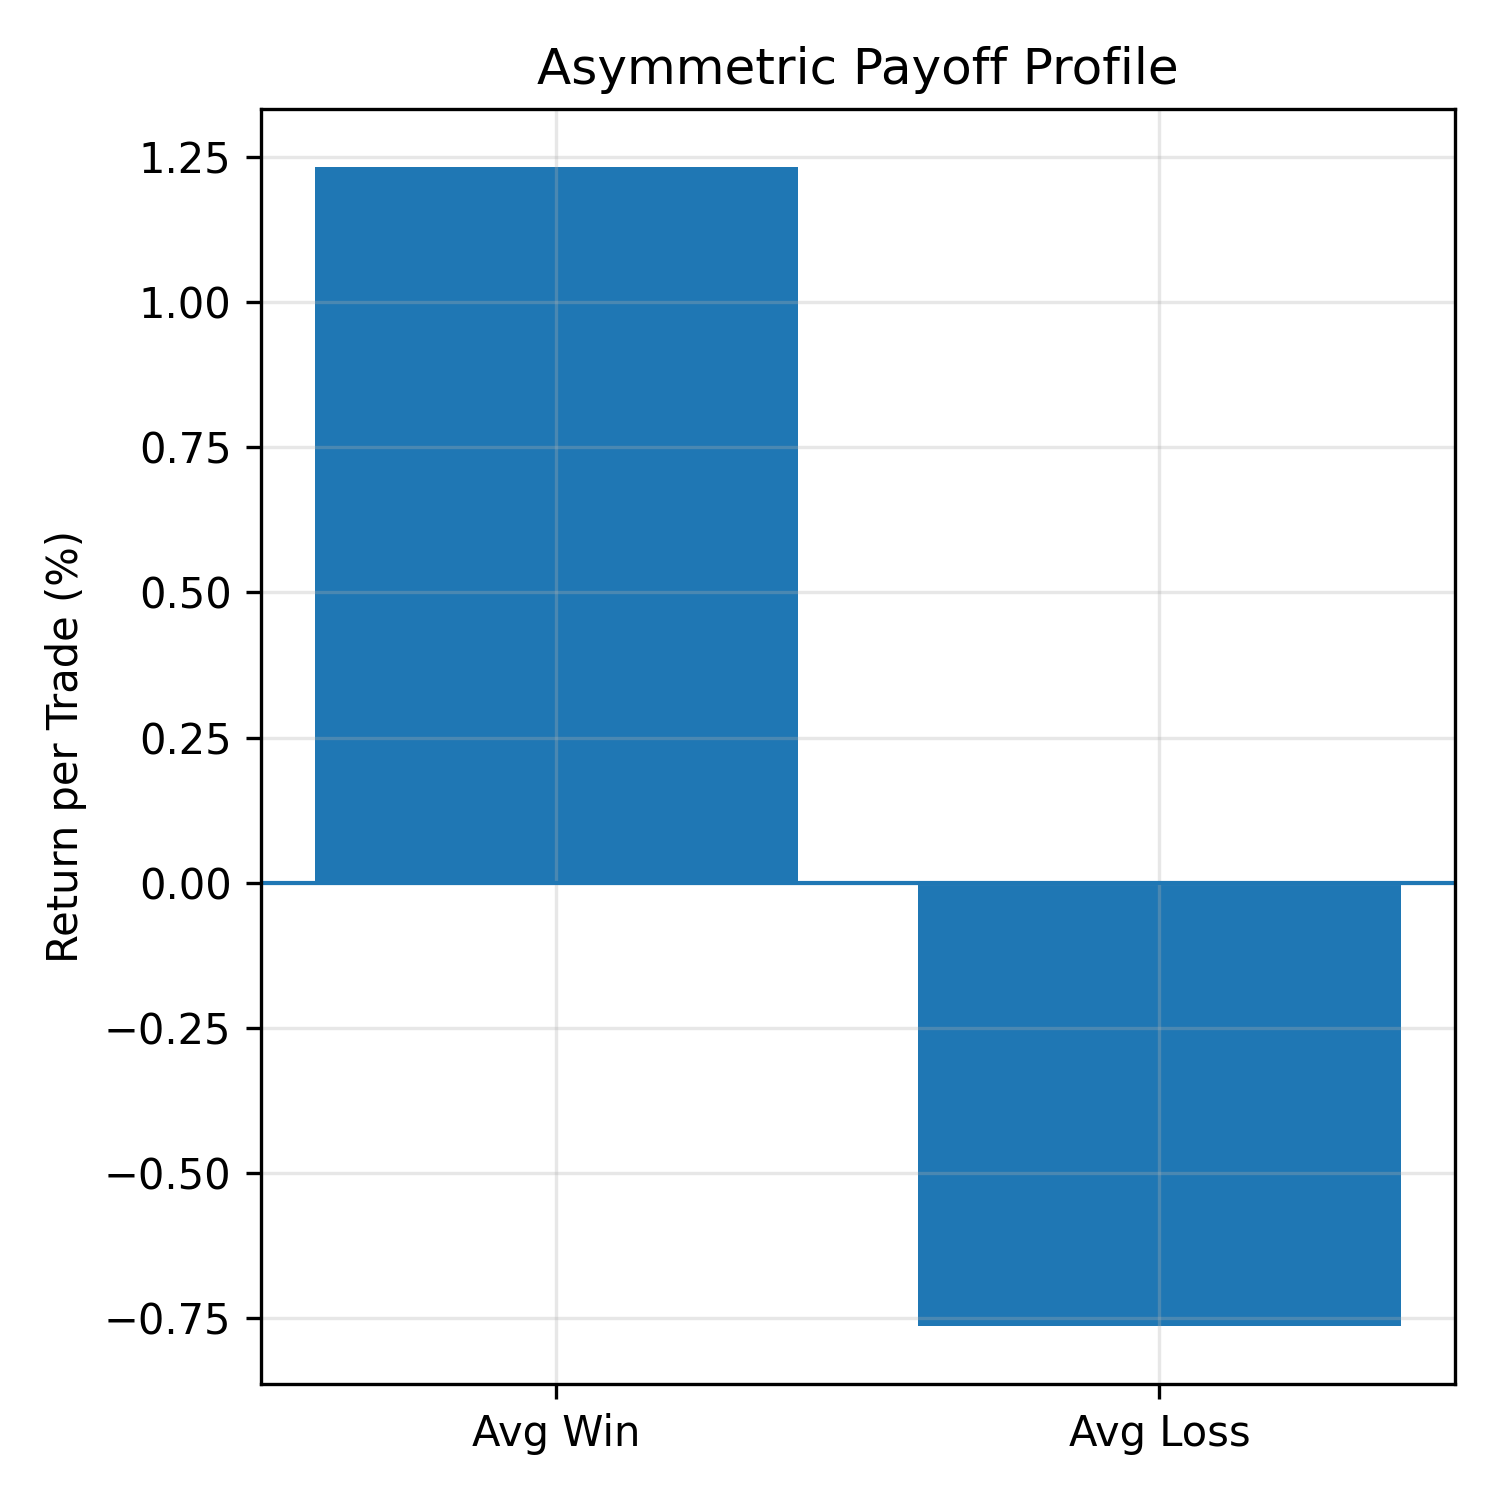 Asymmetric Payoff Profile
1.25
1.00
0.75
0.50
0.25
0.00
−0.25
−0.50
−0.75
Return per Trade (%)
Avg Win
Avg Loss